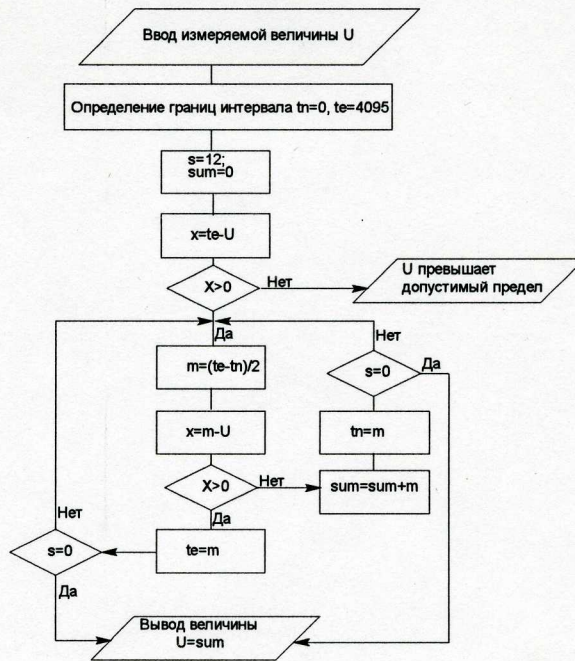 Ввод измеряемой величины U
Определение границ интервала tn=0, te=4095
s=12;
sum=0
x=te-U
X>0
Нет
U превышает
допустимый предел
Да
Нет
m=(te-tn)/2
s=0
Да
x=m-U
tn=m
X>0
Нет
sum=sum+m
Да
Нет
s=0
te=m
Да
Вывод величины
U=sum